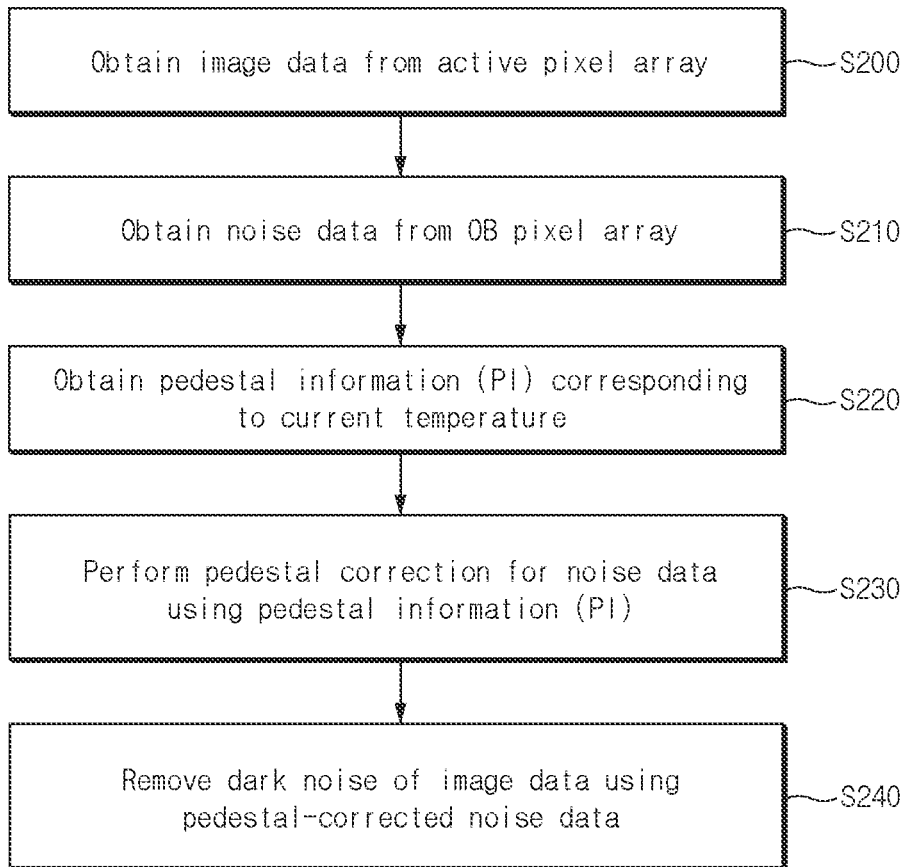 Obtain image data from active pixel array
S200
Obtain noise data from OB pixel array
S210
Obtain pedestal information (PI) corresponding
to current temperature
S220
Perform pedestal correction for noise data
using pedestal information (PI)
S230
Remove dark noise of image data using
pedestal-corrected noise data
S240